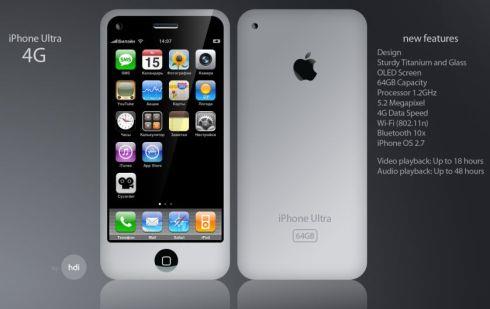 iPhone Ultra
4G
new features
Design
Sturdy Titanium and Glass
OLED Screen
64GB Capacity
Processor 1.2GHz
5.2 Megapixel
4G Data Speed
Wi-Fi (802.11n)
Bluetooth 10x
iPhone OS 2.7
Video playback: Up to 18 hours
Audio playback: Up to 48 hours
Билайн 14:07
SMS Календарь Фотографии Камера
YouTube Акции Карты
Часы Калькулятор Заметки Настройки
iTunes App Store
Cycorder
Телефон Mail Safari iPod
iPhone Ultra
64GB
by hdi